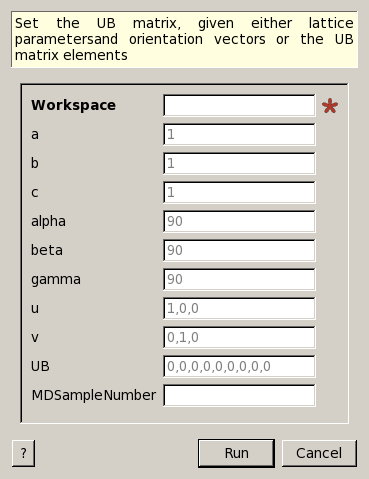 Set the UB matrix, given either lattice
parametersand orientation vectors or the UB
matrix elements
Workspace *
a 1
b 1
c 1
alpha 90
beta 90
gamma 90
u 1,0,0
v 0,1,0
UB 0,0,0,0,0,0,0,0,0
MDSampleNumber
? Run Cancel